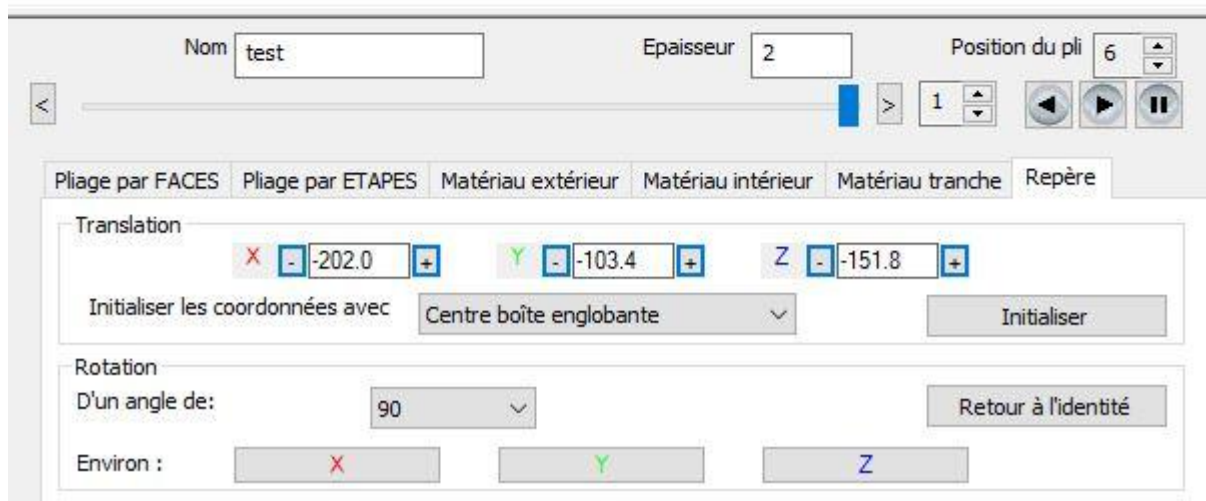 Nom test Epaisseur 2 Position du pli 6
< > 1
Pliage par FACES Pliage par ETAPES Matériau extérieur Matériau intérieur Matériau tranche Repère
Translation
X - -202.0 + Y - -103.4 + Z - -151.8 +
Initialiser les coordonnées avec Centre boîte englobante Initialiser
Rotation
D'un angle de: 90 Retour à l'identité
Environ : X Y Z